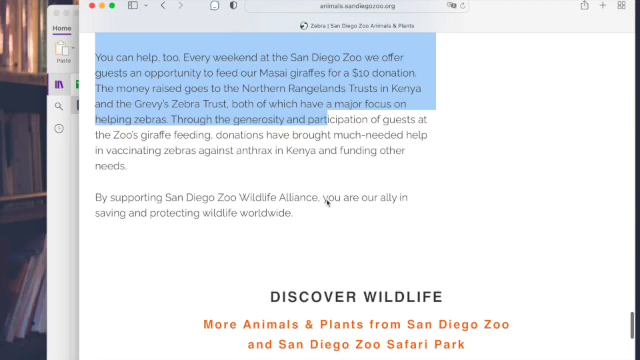 animals.sandiegozoo.org
Home
Zebra | San Diego Zoo Animals & Plants
Paste
You can help, too. Every weekend at the San Diego Zoo we offer
guests an opportunity to feed our Masai giraffes for a $10 donation.
The money raised goes to the Northern Rangelands Trusts in Kenya
and the Grevy's Zebra Trust, both of which have a major focus on
helping zebras. Through the generosity and participation of guests at
the Zoo's giraffe feeding, donations have brought much-needed help
in vaccinating zebras against anthrax in Kenya and funding other
needs.
By supporting San Diego Zoo Wildlife Alliance, you are our ally in
saving and protecting wildlife worldwide.
DISCOVER WILDLIFE
More Animals & Plants from San Diego Zoo
and San Diego Zoo Safari Park